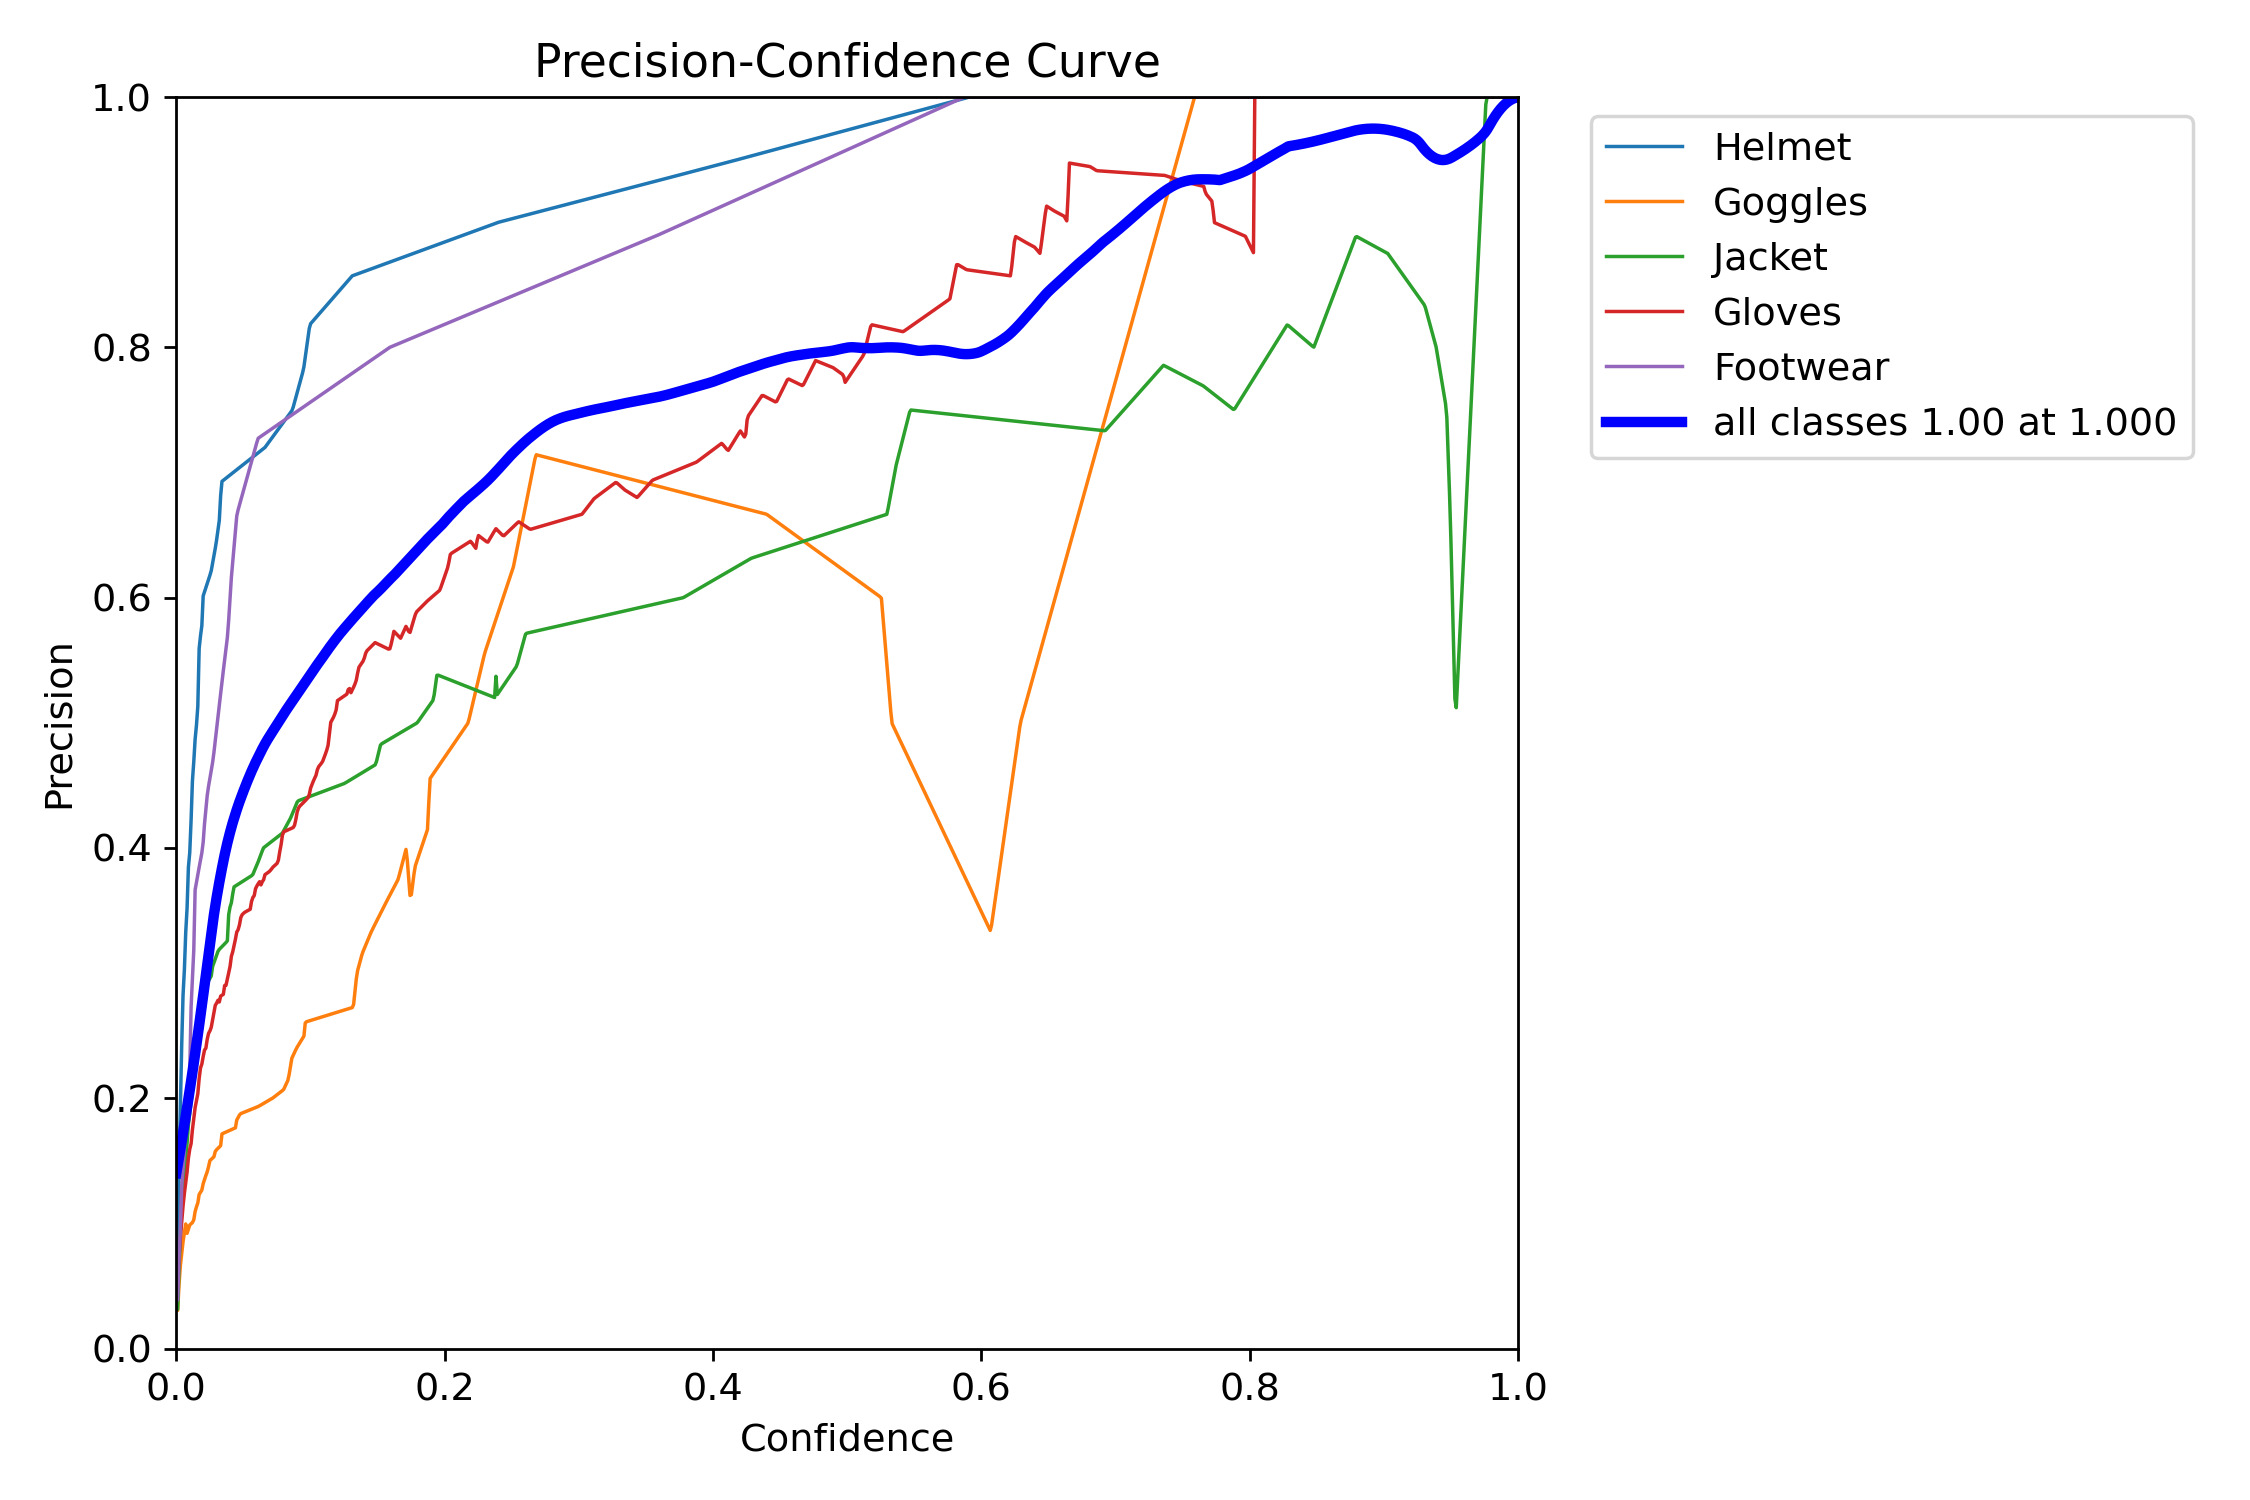 Precision-Confidence Curve
1.0
0.8
0.6
0.4
0.2
0.0
Precision
0.0 0.2 0.4 0.6 0.8 1.0
Confidence
Helmet
Goggles
Jacket
Gloves
Footwear
all classes 1.00 at 1.000